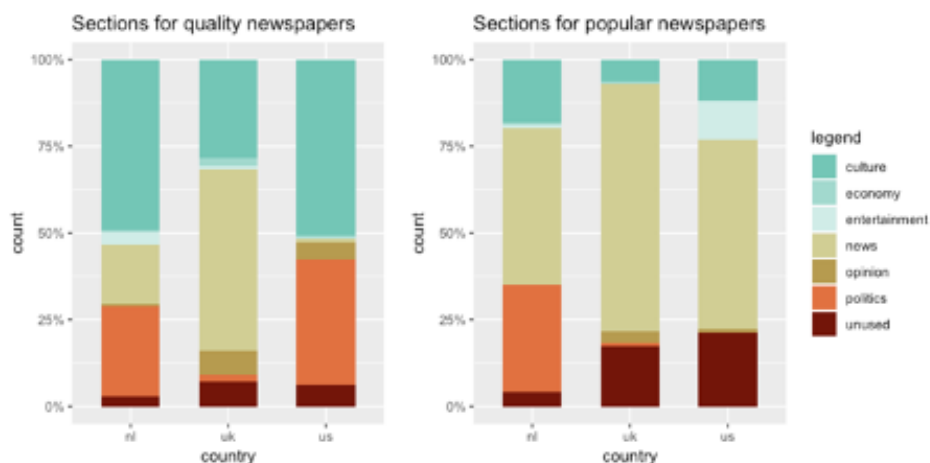 Sections for quality newspapers
100%
75%
50%
25%
0%
count
nl
uk
us
country
Sections for popular newspapers
100%
75%
50%
25%
0%
count
nl
uk
us
country
legend
culture
economy
entertainment
news
opinion
politics
unused